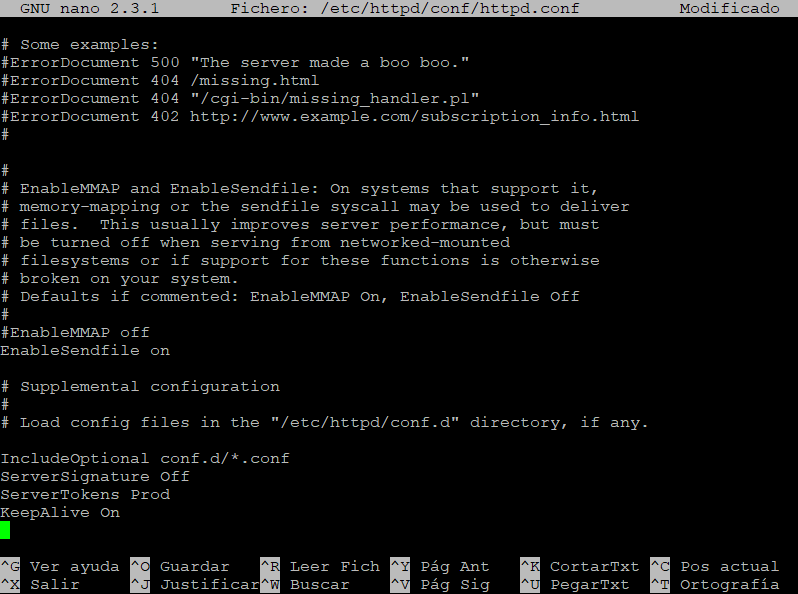 GNU nano 2.3.1 Fichero: /etc/httpd/conf/httpd.conf Modificado
# Some examples:
#ErrorDocument 500 "The server made a boo boo."
#ErrorDocument 404 /missing.html
#ErrorDocument 404 "/cgi-bin/missing_handler.pl"
#ErrorDocument 402 http://www.example.com/subscription_info.html
#
#
# EnableMMAP and EnableSendfile: On systems that support it,
# memory-mapping or the sendfile syscall may be used to deliver
# files.  This usually improves server performance, but must
# be turned off when serving from networked-mounted
# filesystems or if support for these functions is otherwise
# broken on your system.
# Defaults if commented: EnableMMAP On, EnableSendfile Off
#
#EnableMMAP off
EnableSendfile on
# Supplemental configuration
#
# Load config files in the "/etc/httpd/conf.d" directory, if any.
IncludeOptional conf.d/*.conf
ServerSignature Off
ServerTokens Prod
KeepAlive On
^G Ver ayuda ^O Guardar ^R Leer Fich ^Y Pág Ant ^K CortarTxt ^C Pos actual
^X Salir ^J Justificar ^W Buscar ^V Pág Sig ^U PegarTxt ^T Ortografía